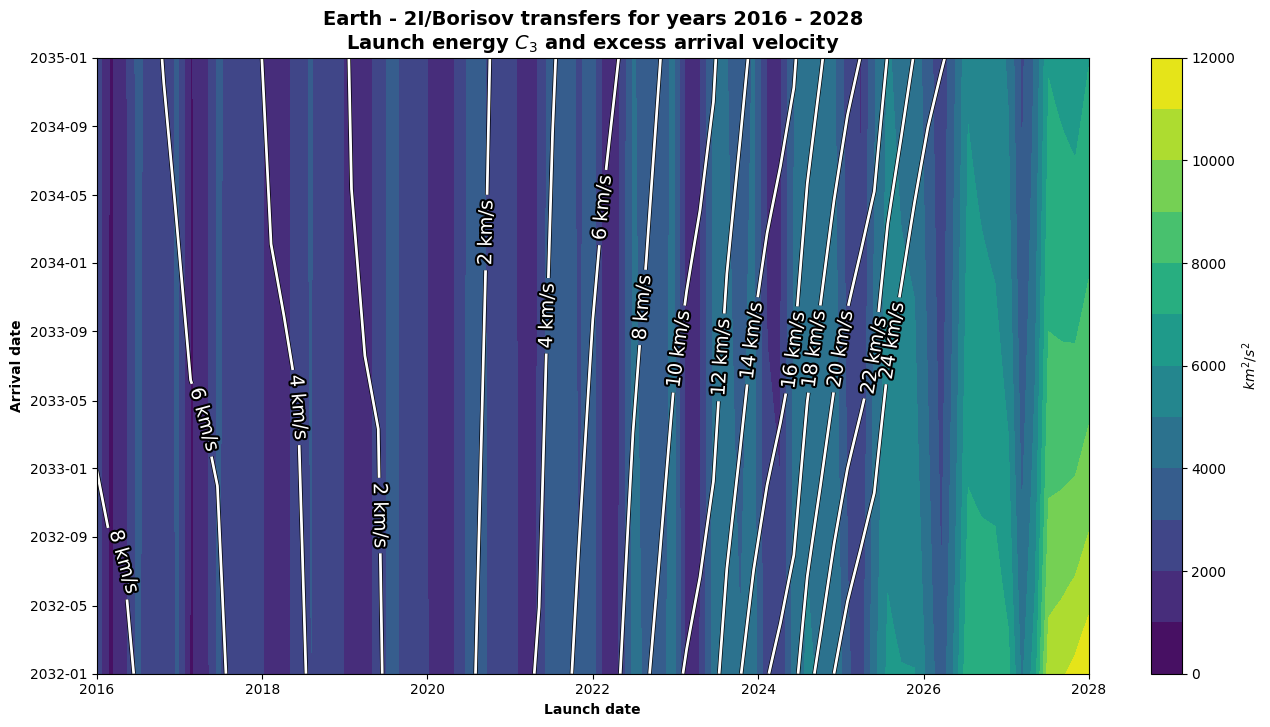 Earth - 2I/Borisov transfers for years 2016 - 2028
Launch energy C₃ and excess arrival velocity
2035-01
2034-09
2034-05
2034-01
2033-09
2033-05
2033-01
2032-09
2032-05
2032-01
Arrival date
8 km/s
6 km/s
4 km/s
2 km/s
2 km/s
4 km/s
6 km/s
8 km/s
10 km/s
12 km/s
14 km/s
16 km/s
18 km/s
20 km/s
22 km/s
24 km/s
2016
2018
2020
2022
2024
2026
2028
Launch date
12000
10000
8000
6000
4000
2000
0
km²/s²